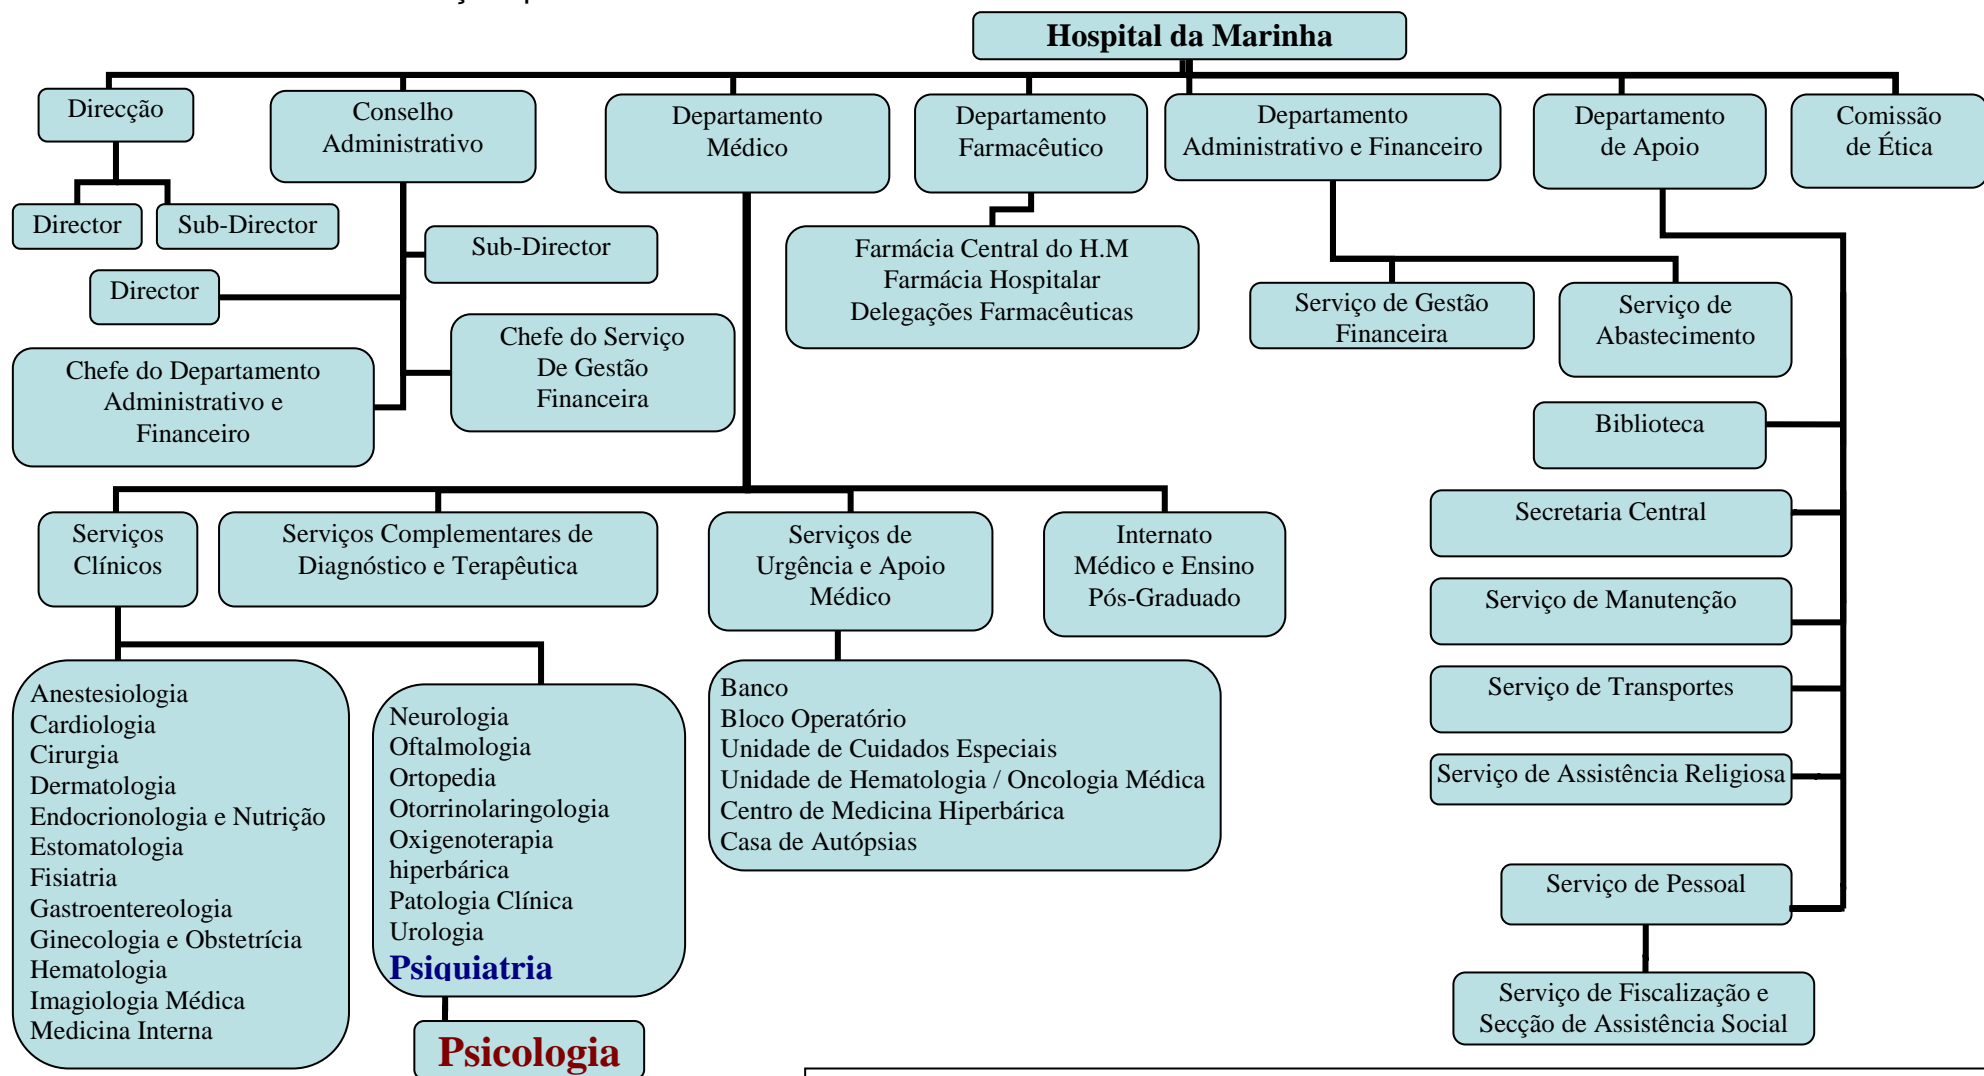 Hospital da Marinha
Direcção
Conselho
Administrativo
Departamento
Médico
Departamento
Farmacêutico
Departamento
Administrativo e Financeiro
Departamento
de Apoio
Comissão
de Ética
Director
Sub-Director
Sub-Director
Director
Chefe do Serviço
De Gestão
Financeira
Chefe do Departamento
Administrativo e
Financeiro
Farmácia Central do H.M
Farmácia Hospitalar
Delegações Farmacêuticas
Serviço de Gestão
Financeira
Serviço de
Abastecimento
Biblioteca
Secretaria Central
Serviço de Manutenção
Serviço de Transportes
Serviço de Assistência Religiosa
Serviço de Pessoal
Serviço de Fiscalização e
Secção de Assistência Social
Serviços
Clínicos
Serviços Complementares de
Diagnóstico e Terapêutica
Serviços de
Urgência e Apoio
Médico
Internato
Médico e Ensino
Pós-Graduado
Anestesiologia
Cardiologia
Cirurgia
Dermatologia
Endocrionologia e Nutrição
Estomatologia
Fisiatria
Gastroentereologia
Ginecologia e Obstetrícia
Hematologia
Imagiologia Médica
Medicina Interna
Neurologia
Oftalmologia
Ortopedia
Otorrinolaringologia
Oxigenoterapia
hiperbárica
Patologia Clínica
Urologia
Psiquiatria
Psicologia
Banco
Bloco Operatório
Unidade de Cuidados Especiais
Unidade de Hematologia / Oncologia Médica
Centro de Medicina Hiperbárica
Casa de Autópsias